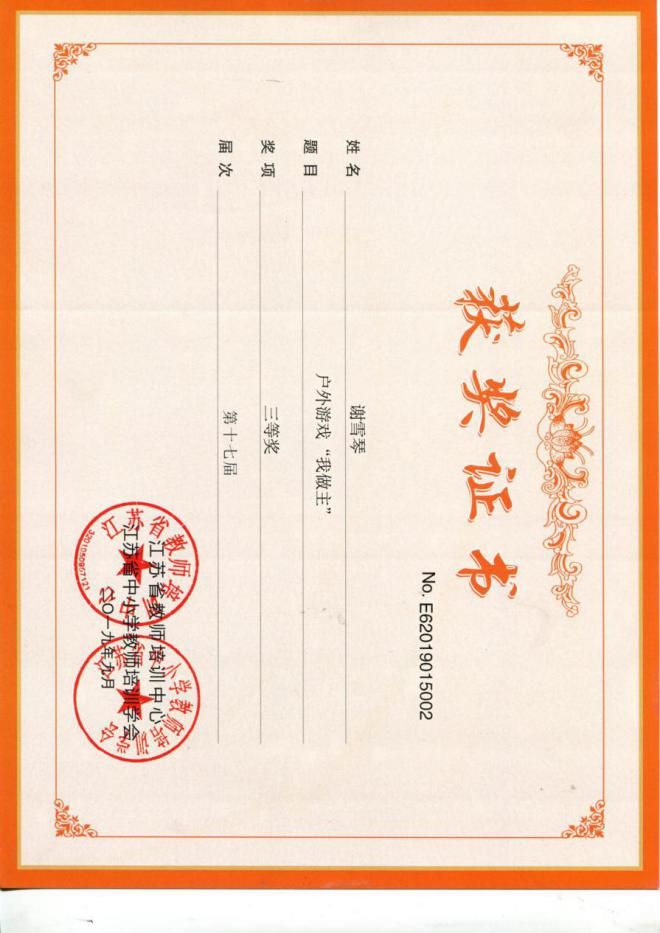 获奖证书
No. E62019015002
姓名 谢雪琴
题目 户外游戏“我做主”
奖项 三等奖
届次 第十七届
江苏省教师培训中心
江苏省中小学教师培训学会
二〇一九年九月
3201050807121